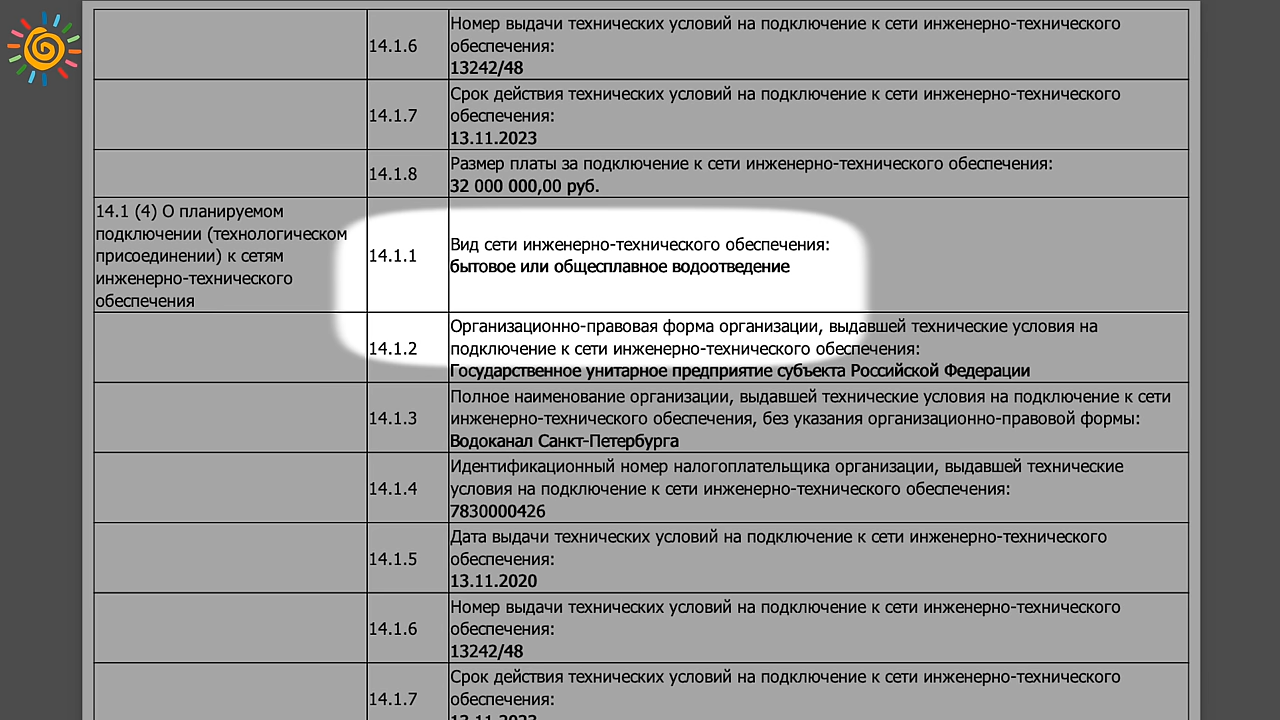 14.1.6
Номер выдачи технических условий на подключение к сети инженерно-технического
обеспечения:
13242/48
14.1.7
Срок действия технических условий на подключение к сети инженерно-технического
обеспечения:
13.11.2023
14.1.8
Размер платы за подключение к сети инженерно-технического обеспечения:
32 000 000,00 руб.
14.1 (4) О планируемом
подключении (технологическом
присоединении) к сетям
инженерно-технического
обеспечения
14.1.1
Вид сети инженерно-технического обеспечения:
бытовое или общесплавное водоотведение
14.1.2
Организационно-правовая форма организации, выдавшей технические условия на
подключение к сети инженерно-технического обеспечения:
Государственное унитарное предприятие субъекта Российской Федерации
14.1.3
Полное наименование организации, выдавшей технические условия на подключение к сети
инженерно-технического обеспечения, без указания организационно-правовой формы:
Водоканал Санкт-Петербурга
14.1.4
Идентификационный номер налогоплательщика организации, выдавшей технические
условия на подключение к сети инженерно-технического обеспечения:
7830000426
14.1.5
Дата выдачи технических условий на подключение к сети инженерно-технического
обеспечения:
13.11.2020
14.1.6
Номер выдачи технических условий на подключение к сети инженерно-технического
обеспечения:
13242/48
14.1.7
Срок действия технических условий на подключение к сети инженерно-технического
обеспечения:
13.11.2023